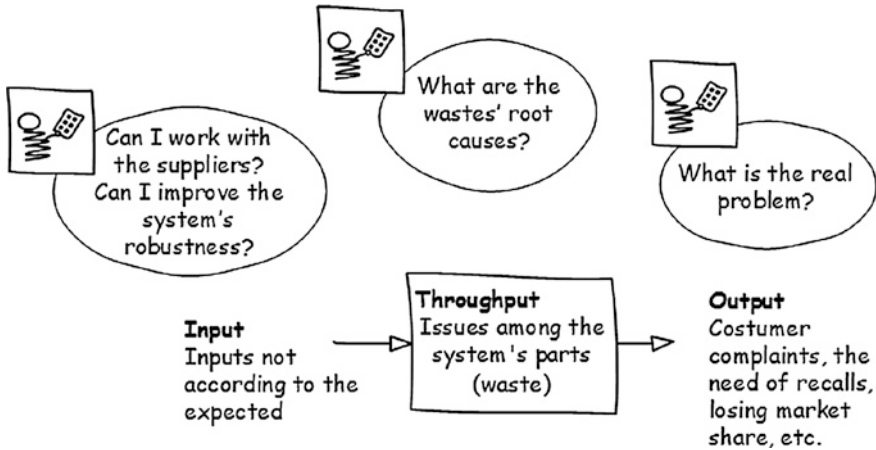 What are the
wastes' root
causes?
Can I work with
the suppliers?
Can I improve the
system's
robustness?
What is the real
problem?
Input
Inputs not
according to the
expected
Throughput
Issues among the
system's parts
(waste)
Output
Costumer
complaints, the
need of recalls,
losing market
share, etc.